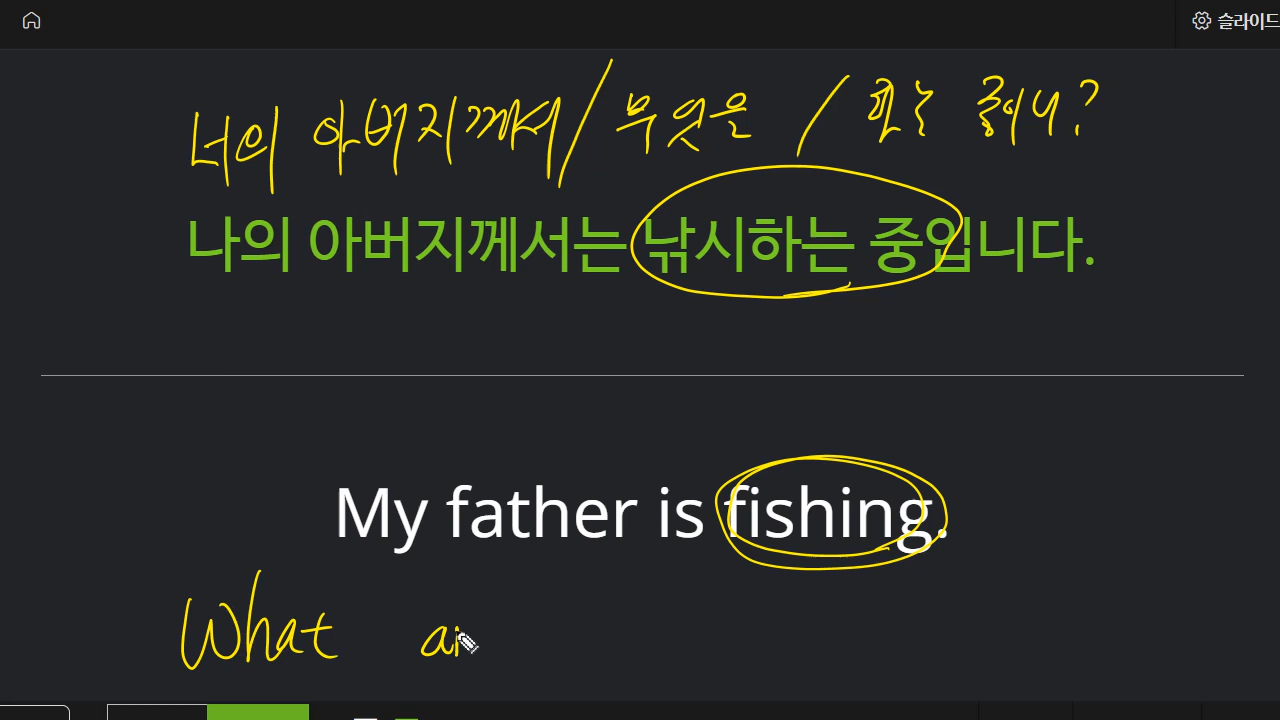 슬라이드
너의 아버지께서 / 무엇은 / 하는 중이니?
나의 아버지께서는 낚시하는 중입니다.
My father is fishing.
What ai